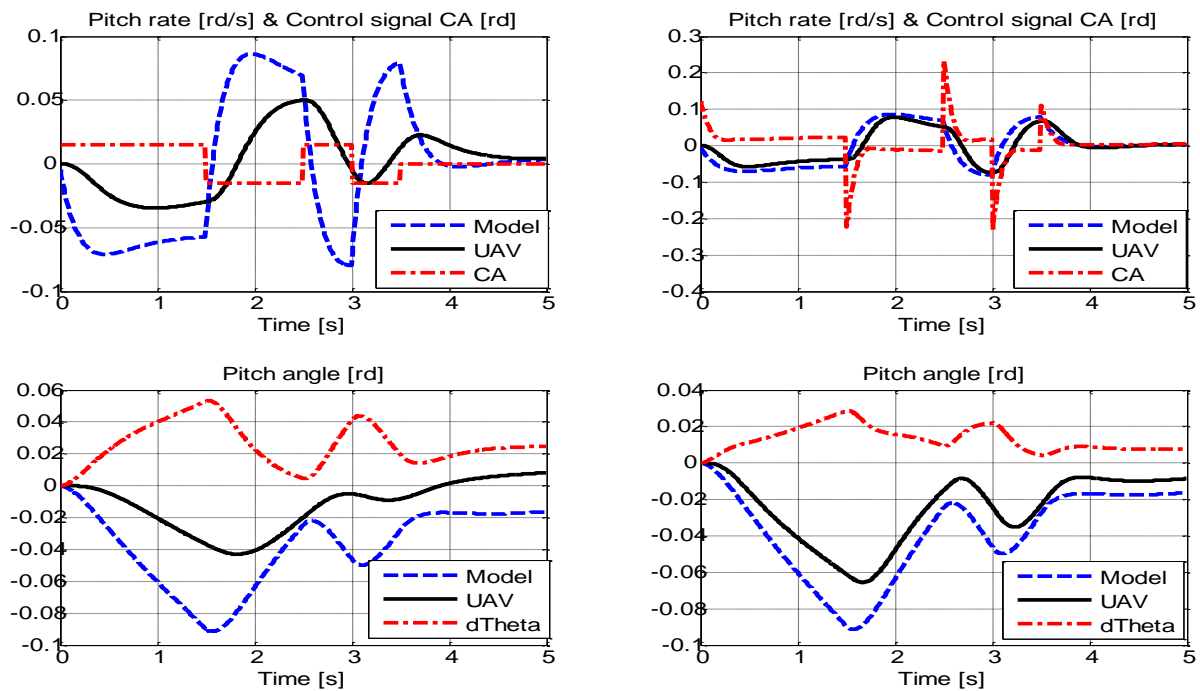 Pitch rate [rd/s] & Control signal CA [rd]
0.1
0.05
0
-0.05
-0.1
0 1 2 3 4 5
Time [s]
Model
UAV
CA
Pitch rate [rd/s] & Control signal CA [rd]
0.3
0.2
0.1
0
-0.1
-0.2
-0.3
-0.4
0 1 2 3 4 5
Time [s]
Model
UAV
CA
Pitch angle [rd]
0.06
0.04
0.02
0
-0.02
-0.04
-0.06
-0.08
-0.1
0 1 2 3 4 5
Time [s]
Model
UAV
dTheta
Pitch angle [rd]
0.04
0.02
0
-0.02
-0.04
-0.06
-0.08
-0.1
0 1 2 3 4 5
Time [s]
Model
UAV
dTheta